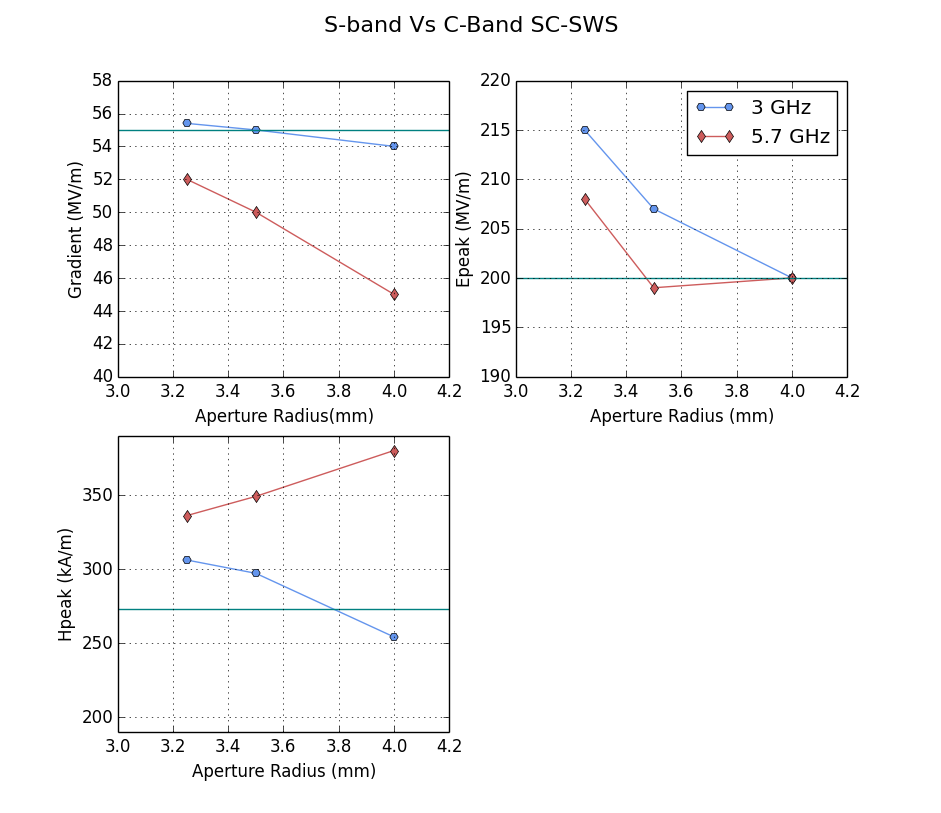 S-band Vs C-Band SC-SWS
58
56
54
52
50
48
46
44
42
40
Gradient (MV/m)
3.0 3.2 3.4 3.6 3.8 4.0 4.2
Aperture Radius(mm)
220
215
210
205
200
195
190
Epeak (MV/m)
3 GHz
5.7 GHz
3.0 3.2 3.4 3.6 3.8 4.0 4.2
Aperture Radius (mm)
350
300
250
200
Hpeak (kA/m)
3.0 3.2 3.4 3.6 3.8 4.0 4.2
Aperture Radius (mm)